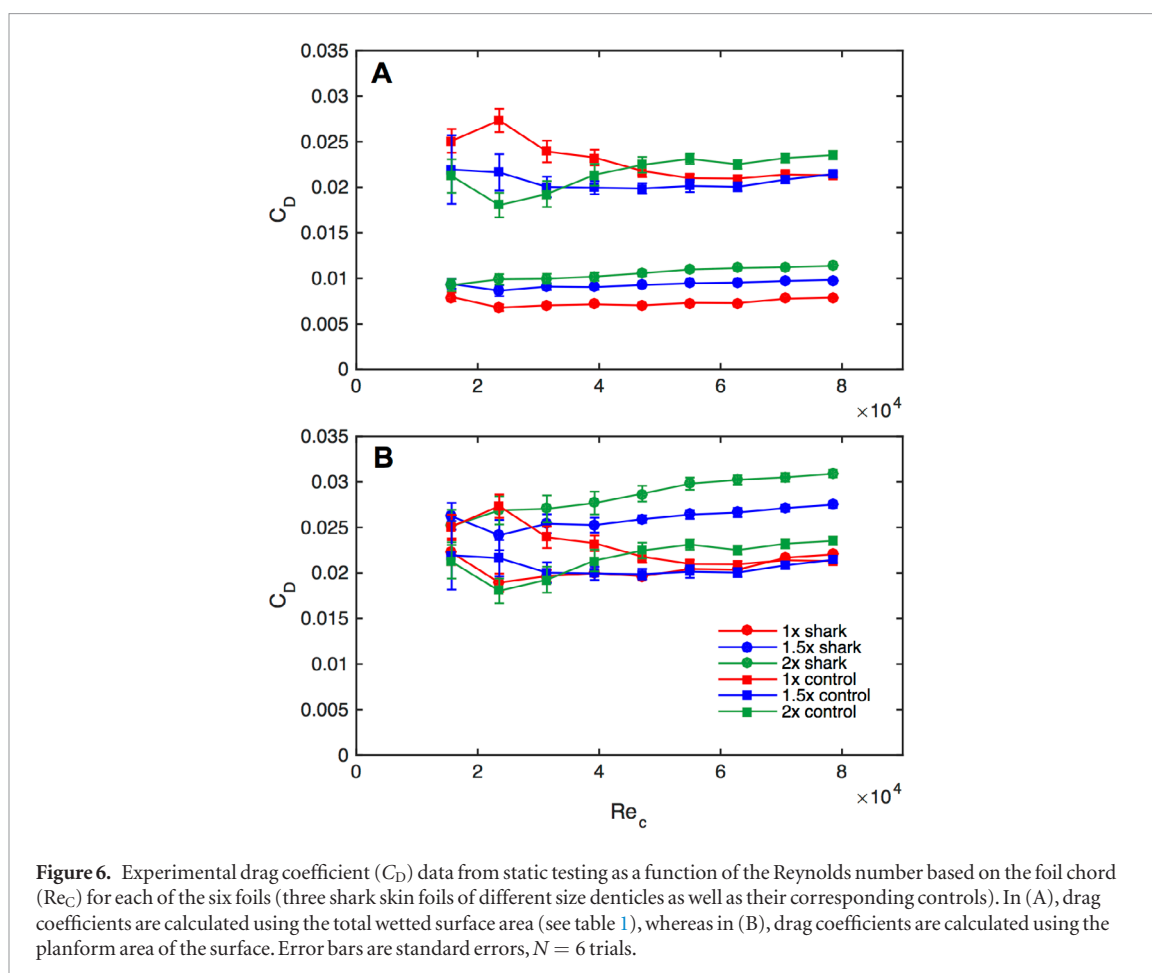 A
0.035
0.03
0.025
0.02
0.015
0.01
0.005
0
C_D
0 2 4 6 8
×10^4
B
0.035
0.03
0.025
0.02
0.015
0.01
0.005
0
C_D
1x shark
1.5x shark
2x shark
1x control
1.5x control
2x control
0 2 4 6 8
×10^4
Re_c
Figure 6. Experimental drag coefficient (C_D) data from static testing as a function of the Reynolds number based on the foil chord
(Re_C) for each of the six foils (three shark skin foils of different size denticles as well as their corresponding controls). In (A), drag
coefficients are calculated using the total wetted surface area (see table 1), whereas in (B), drag coefficients are calculated using the
planform area of the surface. Error bars are standard errors, N = 6 trials.